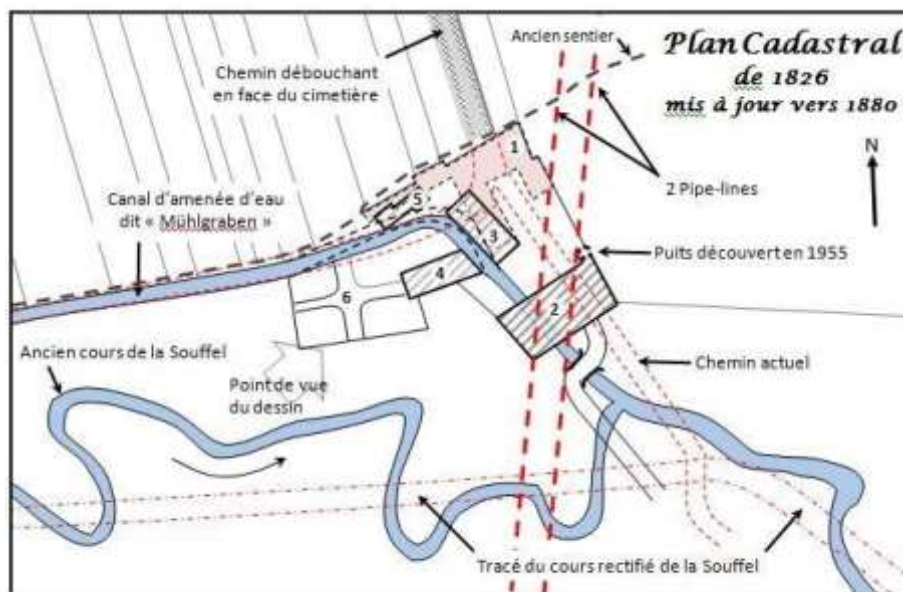 Plan Cadastral
de 1826
mis à jour vers 1880
Ancien sentier
Chemin débouchant
en face du cimetière
N
1
2 Pipe-lines
Canal d'amenée d'eau
dit « Mühlgraben »
5
3
Puits découvert en 1955
4
6
2
Ancien cours de la Souffel
Chemin actuel
Point de vue
du dessin
Tracé du cours rectifié de la Souffel